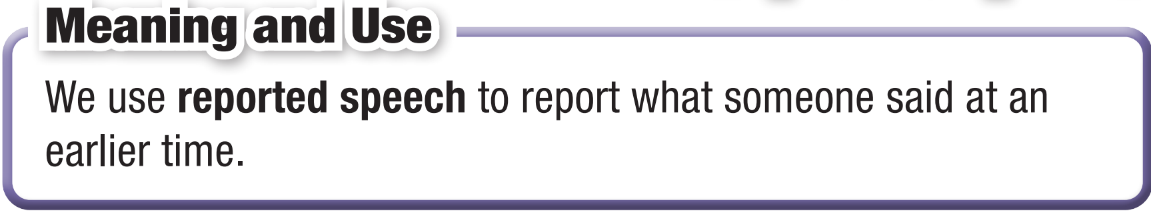 Meaning and Use
We use reported speech to report what someone said at an
earlier time.